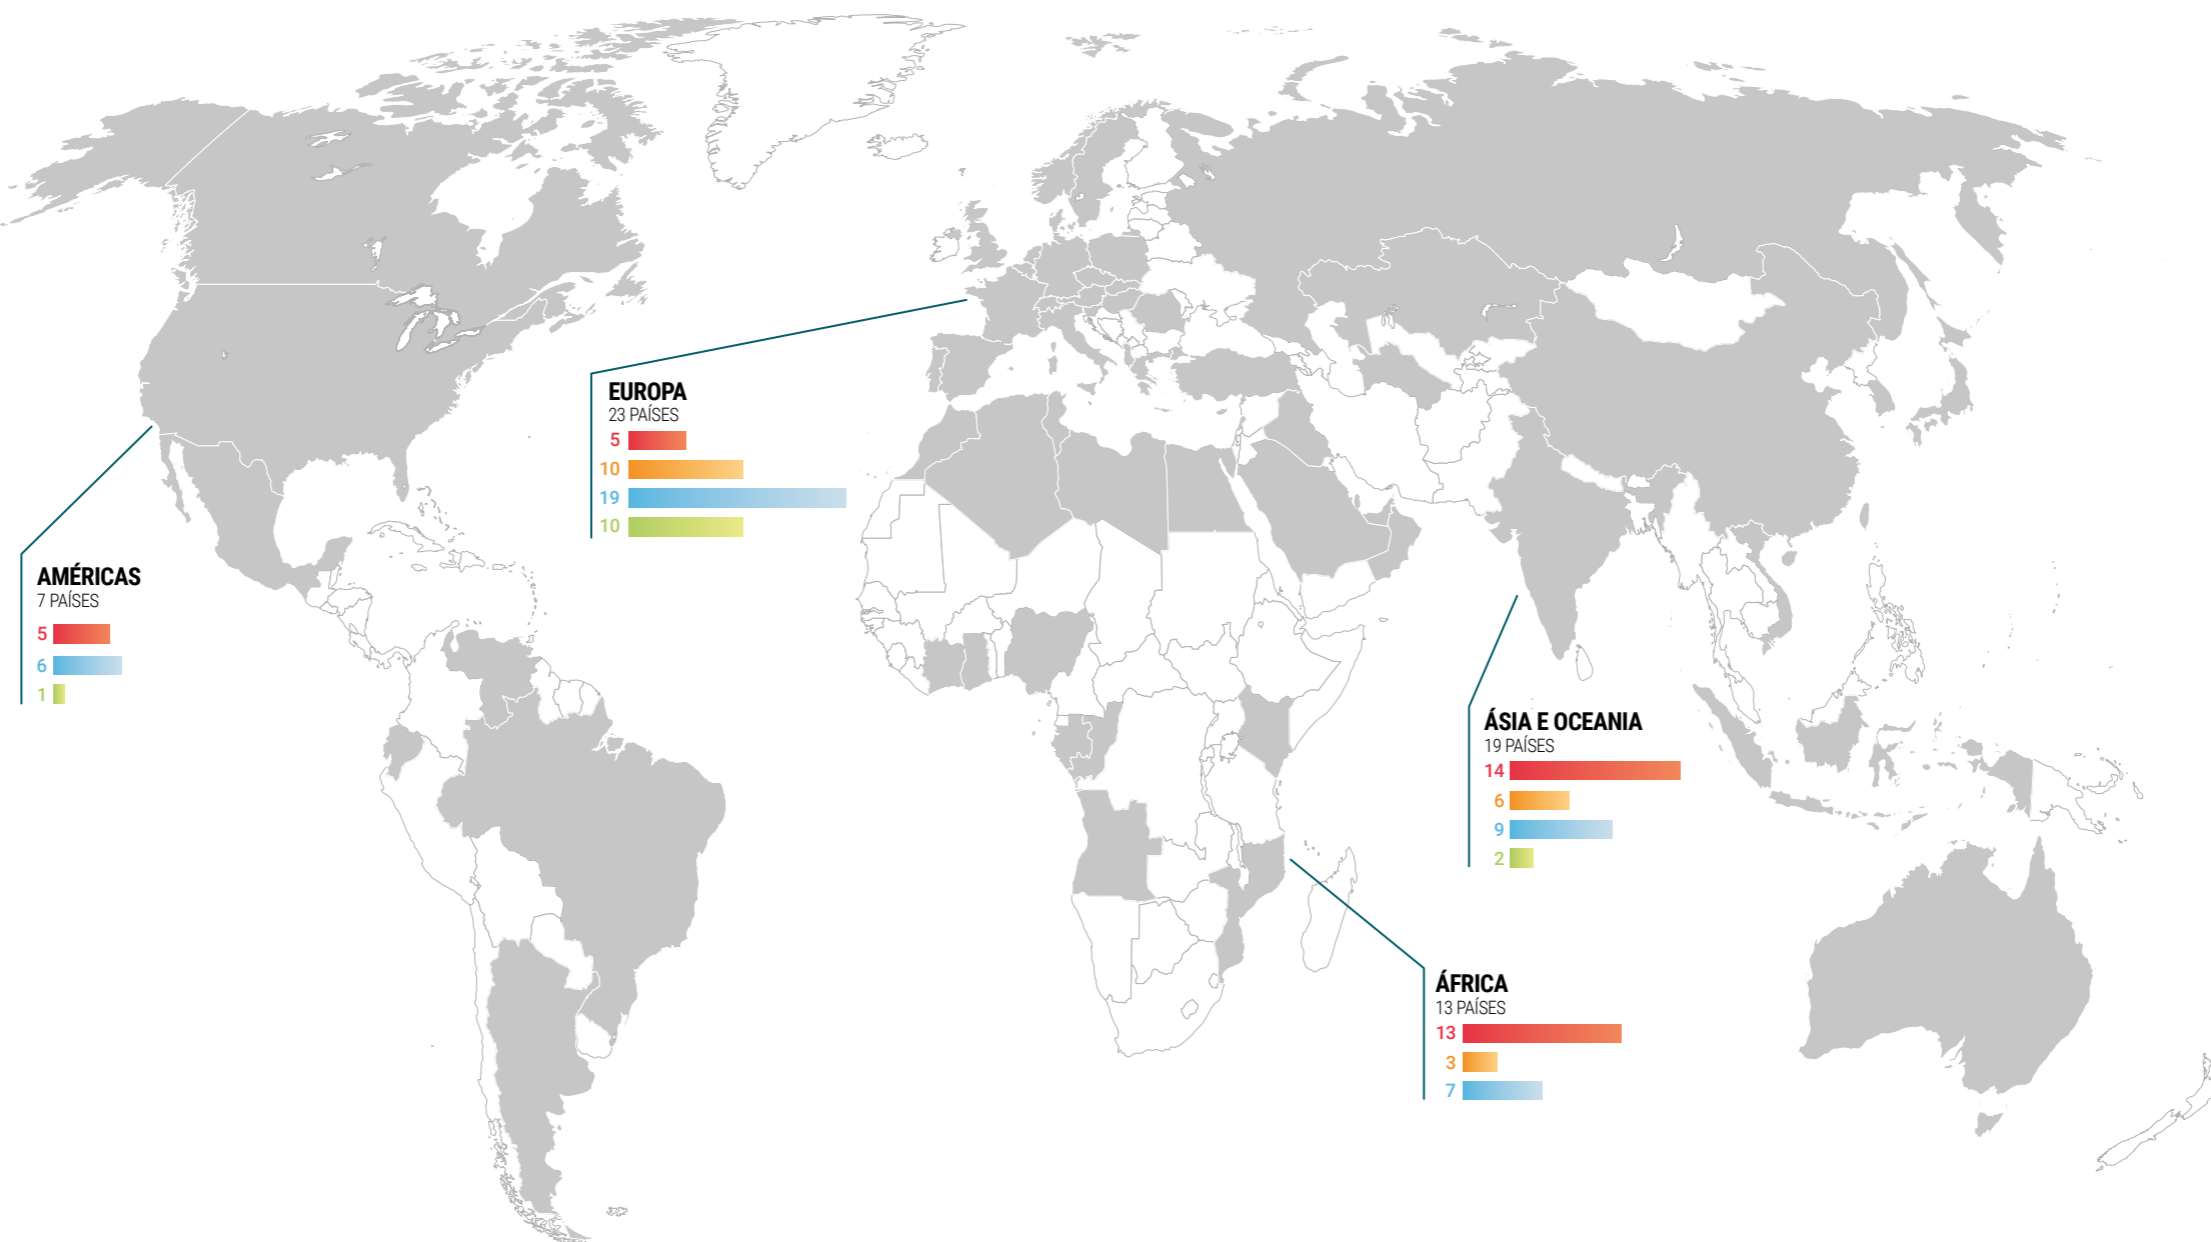 EUROPA
23 PAÍSES
5
10
19
10
AMÉRICAS
7 PAÍSES
5
6
1
ÁSIA E OCEANIA
19 PAÍSES
14
6
9
2
ÁFRICA
13 PAÍSES
13
3
7